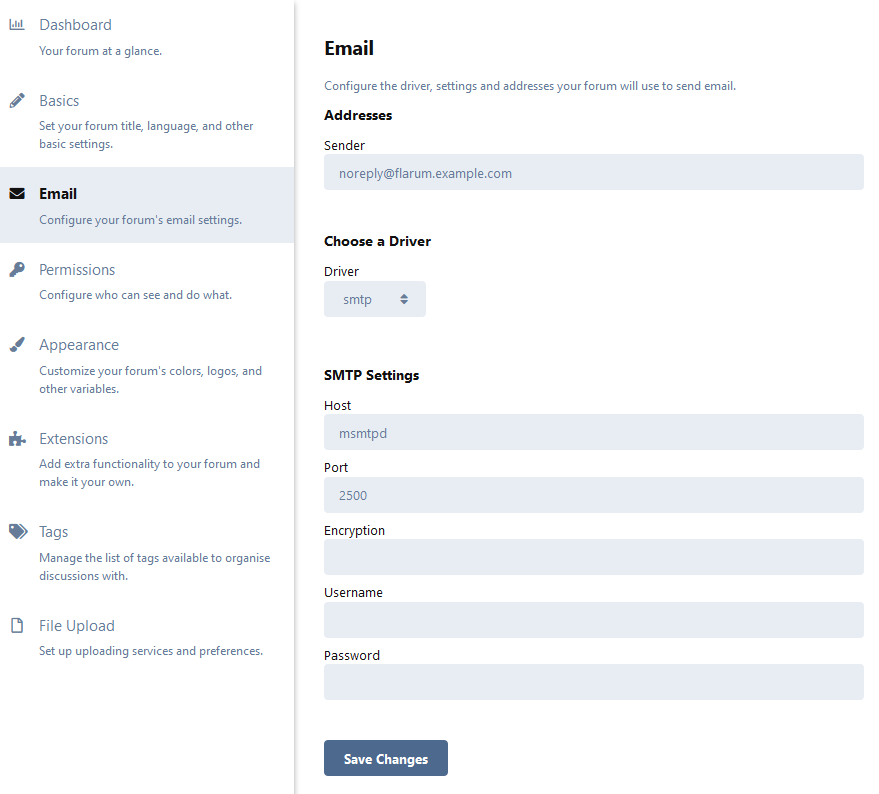 Dashboard
Your forum at a glance.
Basics
Set your forum title, language, and other
basic settings.
Email
Configure your forum's email settings.
Permissions
Configure who can see and do what.
Appearance
Customize your forum's colors, logos, and
other variables.
Extensions
Add extra functionality to your forum and
make it your own.
Tags
Manage the list of tags available to organise
discussions with.
File Upload
Set up uploading services and preferences.
Email
Configure the driver, settings and addresses your forum will use to send email.
Addresses
Sender
noreply@flarum.example.com
Choose a Driver
Driver
smtp
SMTP Settings
Host
msmtpd
Port
2500
Encryption
Username
Password
Save Changes